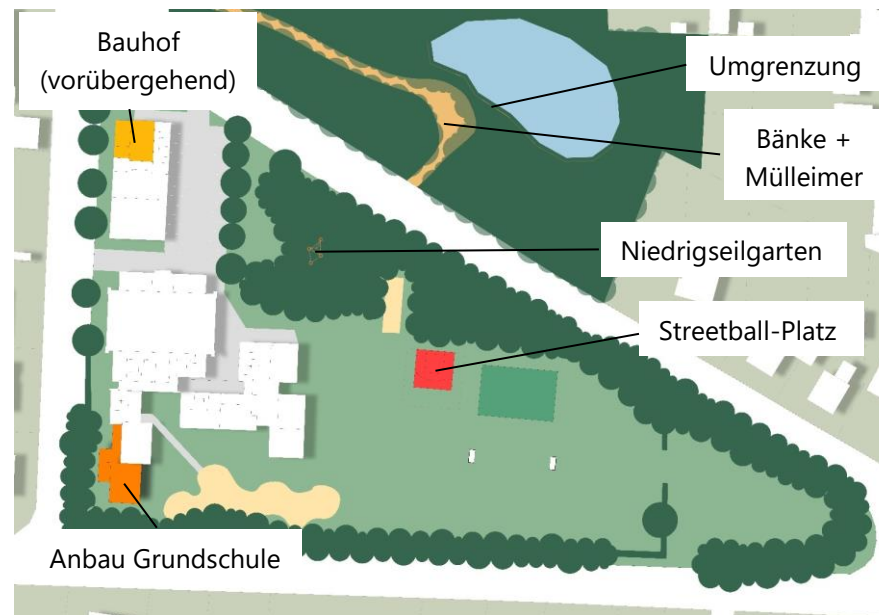 Bauhof
(vorübergehend)
Umgrenzung
Bänke +
Mülleimer
Niedrigseilgarten
Streetball-Platz
Anbau Grundschule